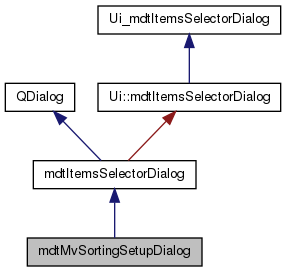 Ui_mdtItemsSelectorDialog
QDialog
Ui::mdtItemsSelectorDialog
mdtItemsSelectorDialog
mdtMvSortingSetupDialog